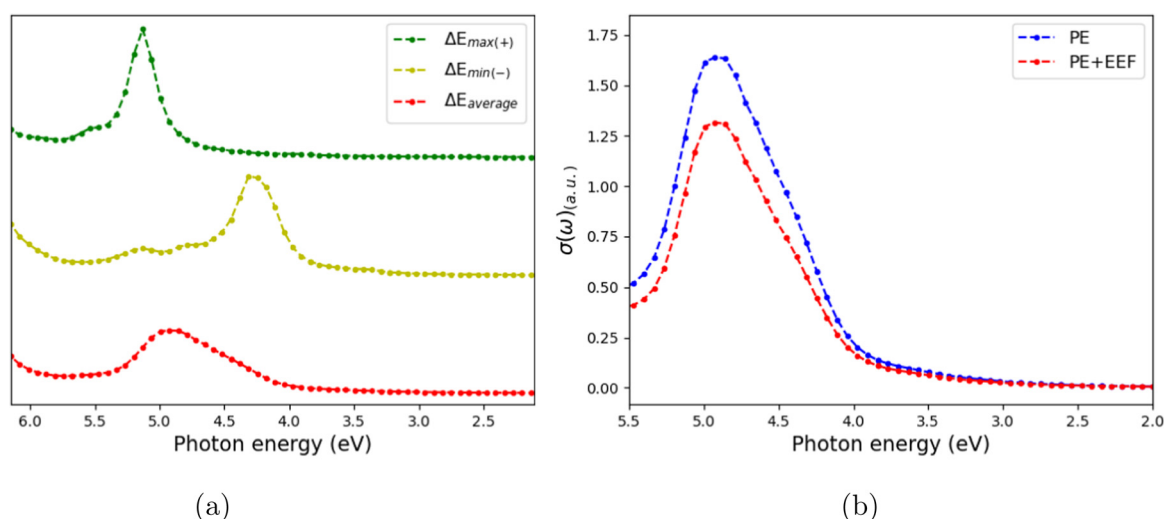 ΔE_max(+)
ΔE_min(−)
ΔE_average
6.0 5.5 5.0 4.5 4.0 3.5 3.0 2.5
Photon energy (eV)
(a)
σ(ω)(a.u.)
1.75
1.50
1.25
1.00
0.75
0.50
0.25
0.00
PE
PE+EEF
5.5 5.0 4.5 4.0 3.5 3.0 2.5 2.0
Photon energy (eV)
(b)